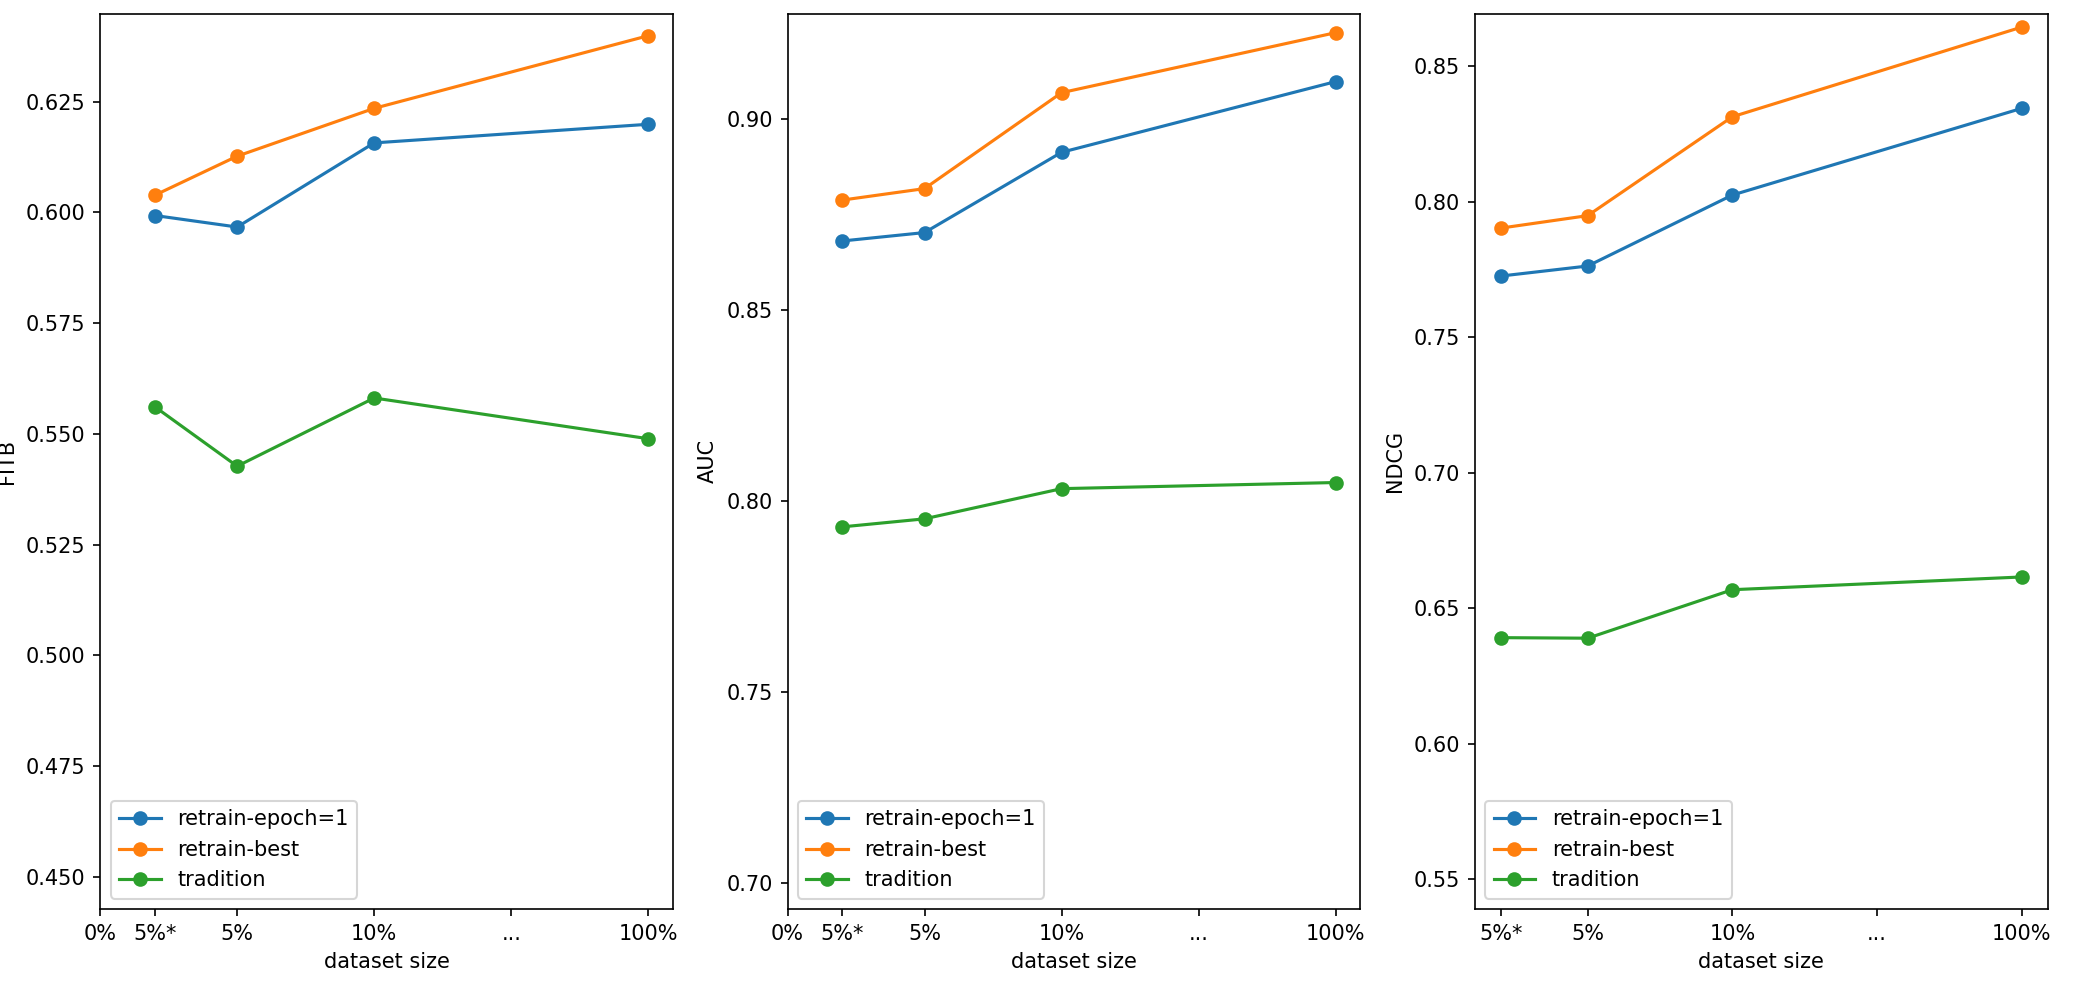 0.625
0.600
0.575
0.550
0.525
0.500
0.475
0.450
retrain-epoch=1
retrain-best
tradition
0% 5%* 5% 10% ... 100%
dataset size
AUC
0.90
0.85
0.80
0.75
0.70
retrain-epoch=1
retrain-best
tradition
0% 5%* 5% 10% ... 100%
dataset size
NDCG
0.85
0.80
0.75
0.70
0.65
0.60
0.55
retrain-epoch=1
retrain-best
tradition
5%* 5% 10% ... 100%
dataset size